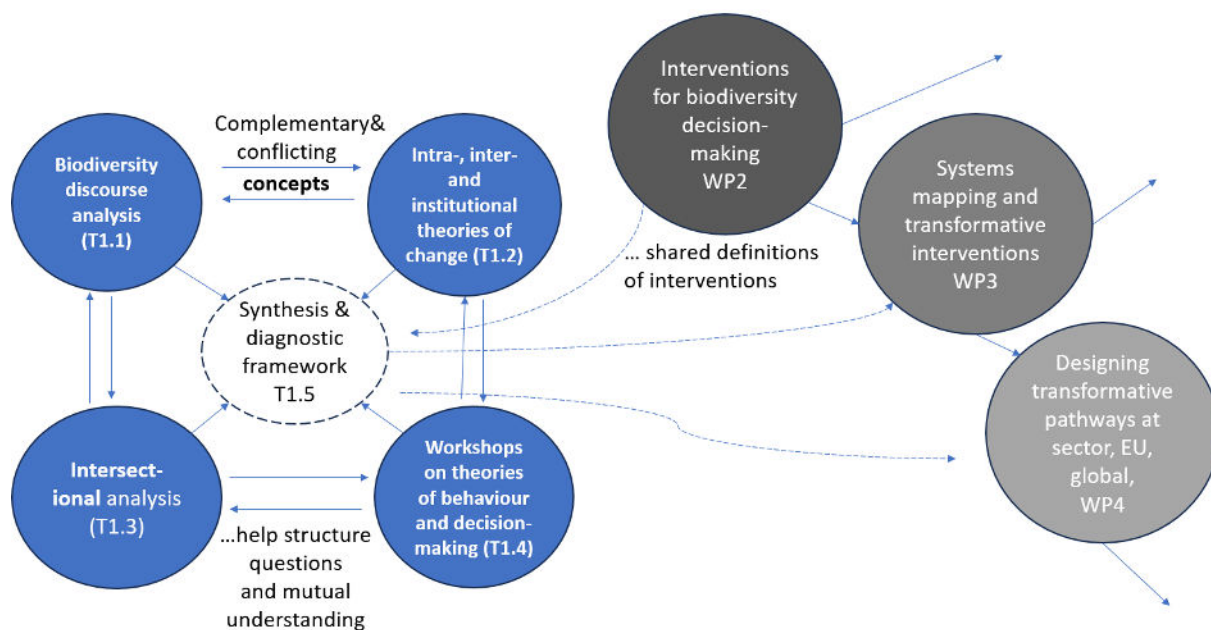 Complementary&
conflicting
concepts
Biodiversity
discourse
analysis
(T1.1)
Intra-, inter-
and
institutional
theories of
change (T1.2)
Synthesis &
diagnostic
framework
T1.5
Intersect-
ional analysis
(T1.3)
Workshops
on theories
of behaviour
and decision-
making (T1.4)
...help structure
questions
and mutual
understanding
Interventions
for biodiversity
decision-
making
WP2
... shared definitions
of interventions
Systems
mapping and
transformative
interventions
WP3
Designing
transformative
pathways at
sector, EU,
global,
WP4